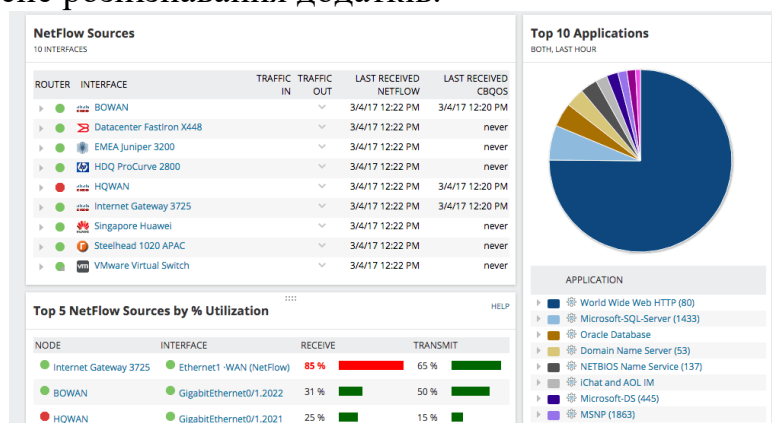 ене розпізнавання додатків.
NetFlow Sources
10 INTERFACES
ROUTER INTERFACE TRAFFIC IN TRAFFIC OUT LAST RECEIVED NETFLOW LAST RECEIVED CBQOS
BOWAN 3/4/17 12:22 PM 3/4/17 12:20 PM
Datacenter FastIron X448 3/4/17 12:22 PM never
EMEA Juniper 3200 3/4/17 12:22 PM never
HDQ ProCurve 2800 3/4/17 12:22 PM never
HQWAN 3/4/17 12:22 PM 3/4/17 12:20 PM
Internet Gateway 3725 3/4/17 12:22 PM 3/4/17 12:20 PM
Singapore Huawei 3/4/17 12:22 PM never
Steelhead 1020 APAC 3/4/17 12:22 PM never
vm VMware Virtual Switch 3/4/17 12:22 PM never
Top 5 NetFlow Sources by % Utilization HELP
NODE INTERFACE RECEIVE TRANSMIT
Internet Gateway 3725 Ethernet1 -WAN (NetFlow) 85 % 65 %
BOWAN GigabitEthernet0/1.2022 31 % 50 %
HQWAN GigabitEthernet0/1.2021 25 % 15 %
Top 10 Applications
BOTH, LAST HOUR
APPLICATION
World Wide Web HTTP (80)
Microsoft-SQL-Server (1433)
Oracle Database
Domain Name Server (53)
NETBIOS Name Service (137)
iChat and AOL IM
Microsoft-DS (445)
MSNP (1863)